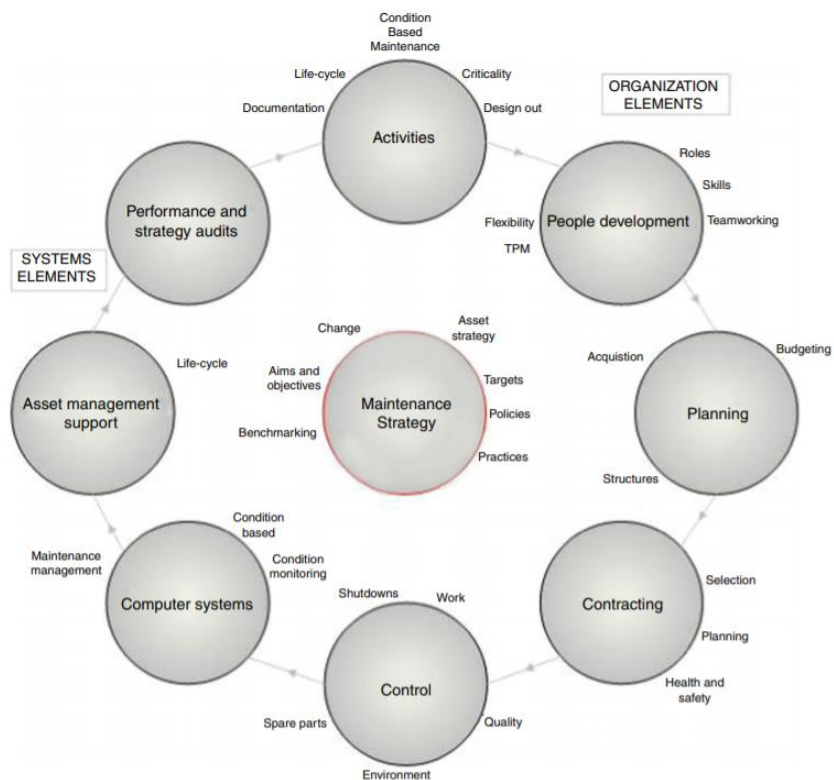 Condition
Based
Maintenance
Life-cycle
Criticality
Documentation
Design out
Activities
ORGANIZATION
ELEMENTS
Roles
Skills
Teamworking
Flexibility
TPM
People development
Performance and
strategy audits
SYSTEMS
ELEMENTS
Life-cycle
Asset management
support
Change
Asset
strategy
Aims and
objectives
Targets
Policies
Benchmarking
Practices
Maintenance
Strategy
Acquistion
Budgeting
Planning
Structures
Condition
based
Condition
monitoring
Maintenance
management
Computer systems
Shutdowns
Work
Control
Spare parts
Quality
Environment
Contracting
Selection
Planning
Health and
safety